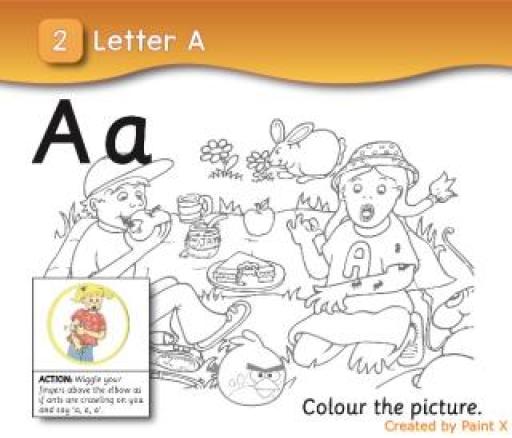 2 Letter A
A a
A
ACTION: Wiggle your
fingers above the elbow as
if ants are crawling on you
and say 'a, a, a'.
Colour the picture.
Created by Paint X